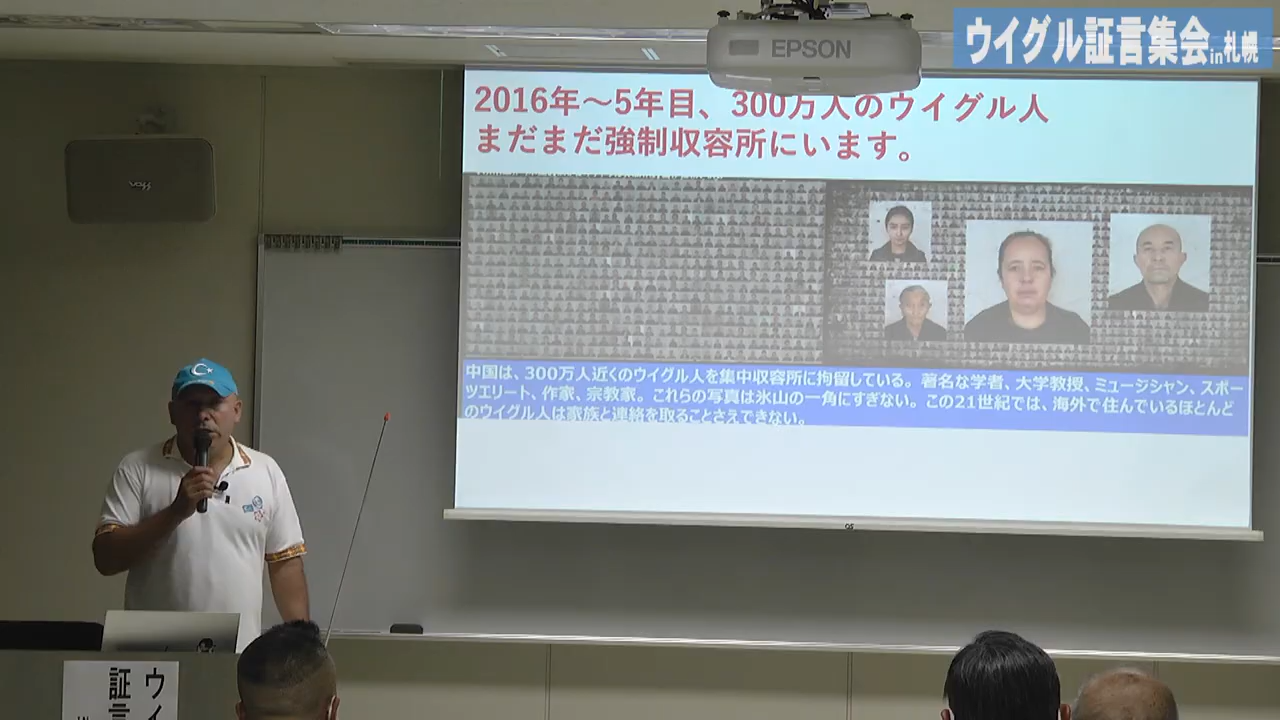 ウイグル証言集会in札幌
EPSON
2016年～5年目、300万人のウイグル人
まだまだ強制収容所にいます。
中国は、300万人近くのウイグル人を集中収容所に拘留している。著名な学者、大学教授、ミュージシャン、スポー
ツエリート、作家、宗教家。これらの写真は氷山の一角にすぎない。この21世紀では、海外で住んでいるほとんど
のウイグル人は家族と連絡を取ることさえできない。
OS
ウイ
証言